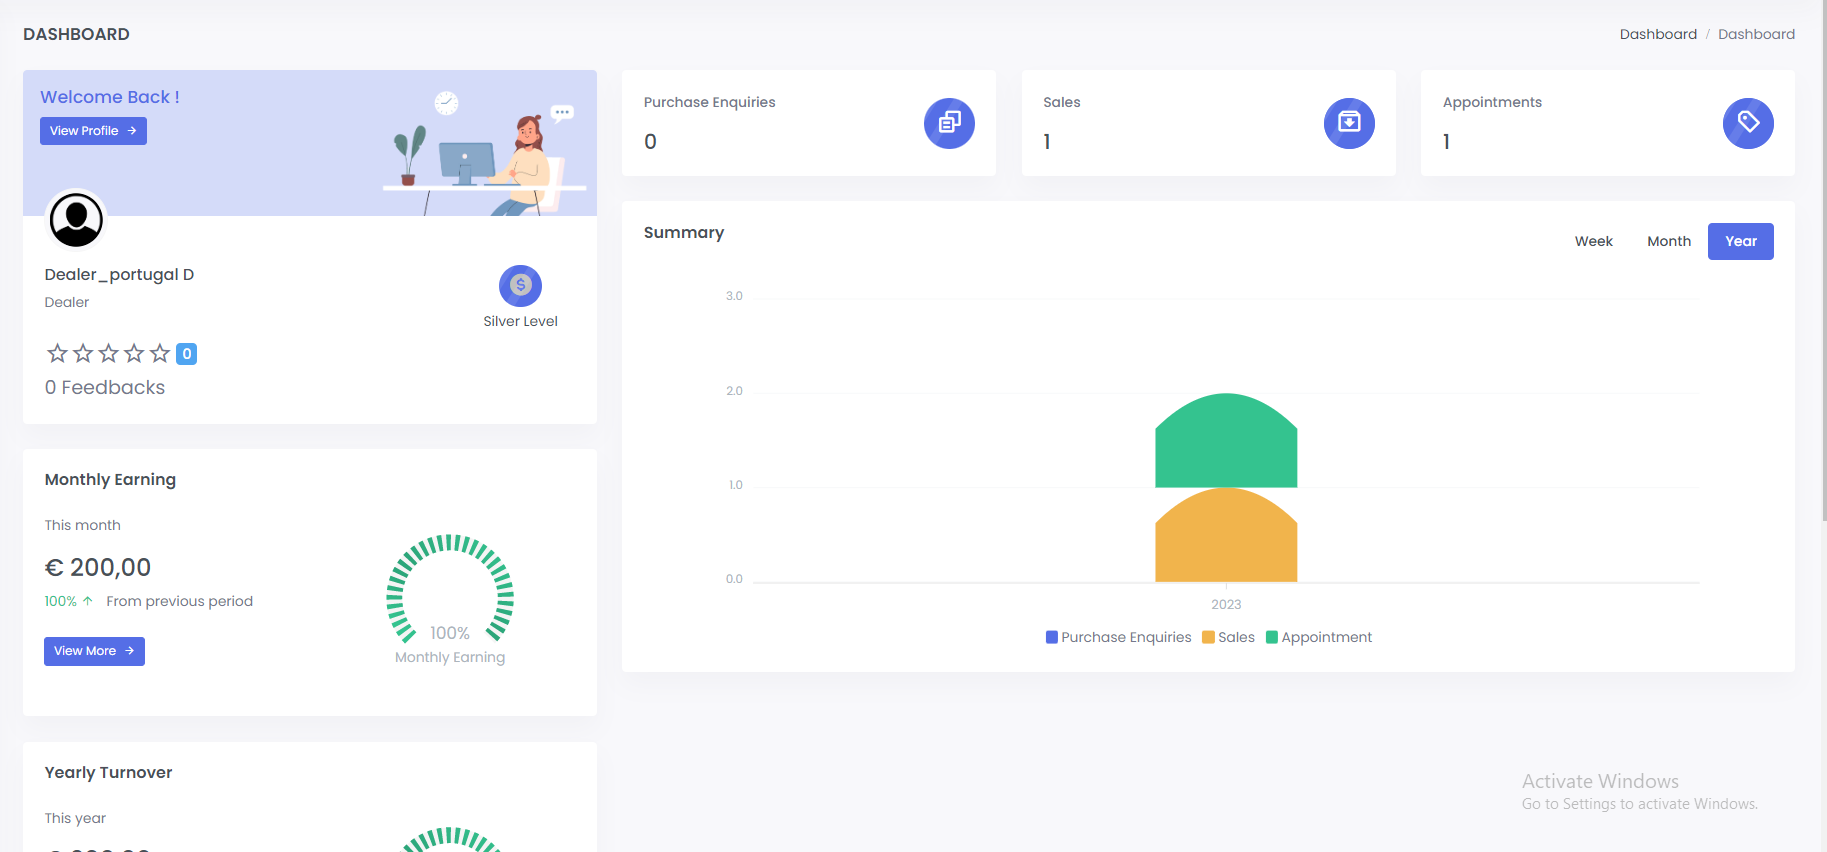 DASHBOARD
Dashboard / Dashboard
Welcome Back !
View Profile →
Dealer_portugal D
Dealer
$
Silver Level
0
0 Feedbacks
Purchase Enquiries
0
Sales
1
Appointments
1
Summary
Week Month Year
3.0
2.0
1.0
0.0
2023
Purchase Enquiries Sales Appointment
Monthly Earning
This month
€ 200,00
100% ↑ From previous period
View More →
100%
Monthly Earning
Yearly Turnover
This year
Activate Windows
Go to Settings to activate Windows.